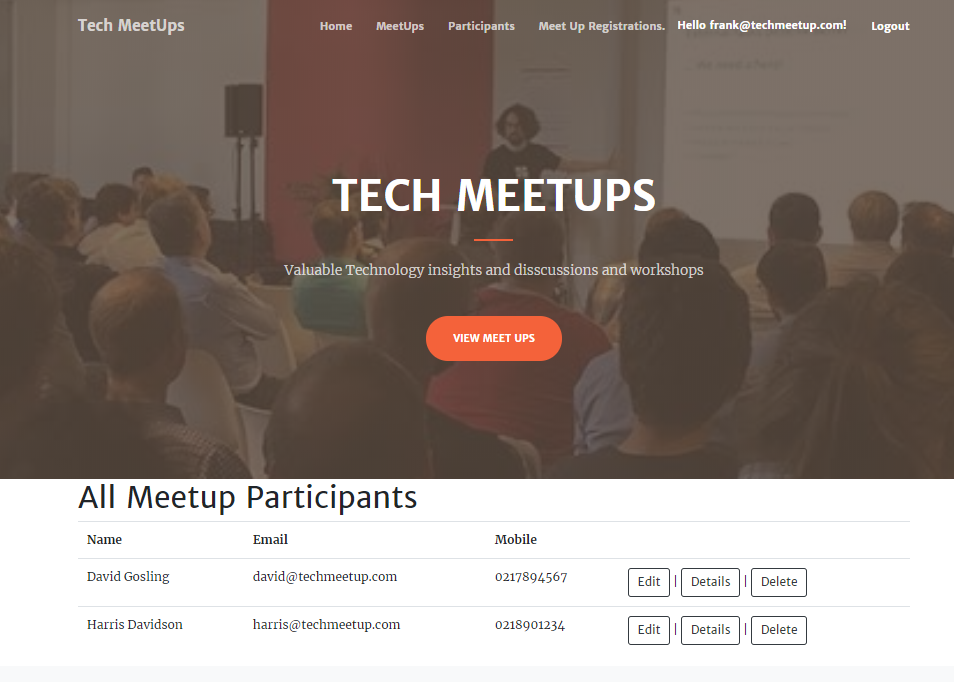 Tech MeetUps Home MeetUps Participants Meet Up Registrations. Hello frank@techmeetup.com! Logout
TECH MEETUPS
Valuable Technology insights and disscussions and workshops
VIEW MEET UPS
All Meetup Participants
Name Email Mobile
David Gosling david@techmeetup.com 0217894567 Edit | Details | Delete
Harris Davidson harris@techmeetup.com 0218901234 Edit | Details | Delete